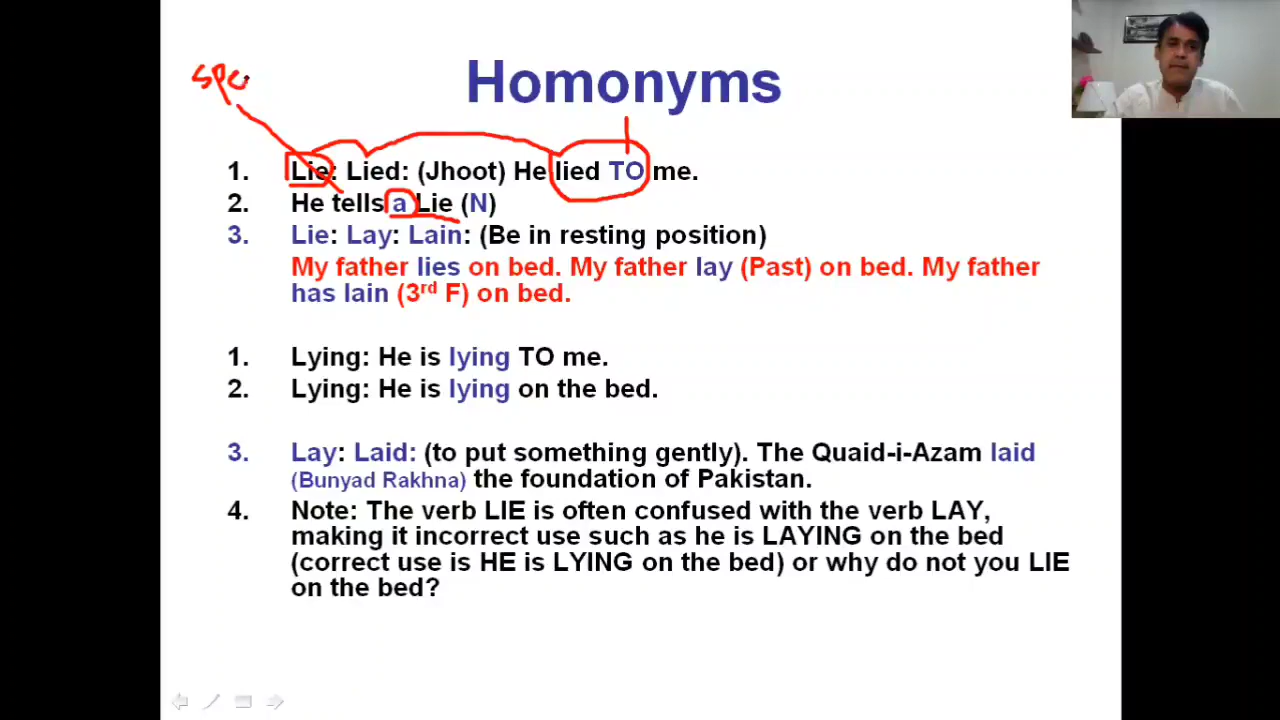 Homonyms
spe
1. Lie: Lied: (Jhoot) He lied TO me.
2. He tells a Lie (N)
3. Lie: Lay: Lain: (Be in resting position)
My father lies on bed. My father lay (Past) on bed. My father
has lain (3rd F) on bed.
1. Lying: He is lying TO me.
2. Lying: He is lying on the bed.
3. Lay: Laid: (to put something gently). The Quaid-i-Azam laid
(Bunyad Rakhna) the foundation of Pakistan.
4. Note: The verb LIE is often confused with the verb LAY,
making it incorrect use such as he is LAYING on the bed
(correct use is HE is LYING on the bed) or why do not you LIE
on the bed?